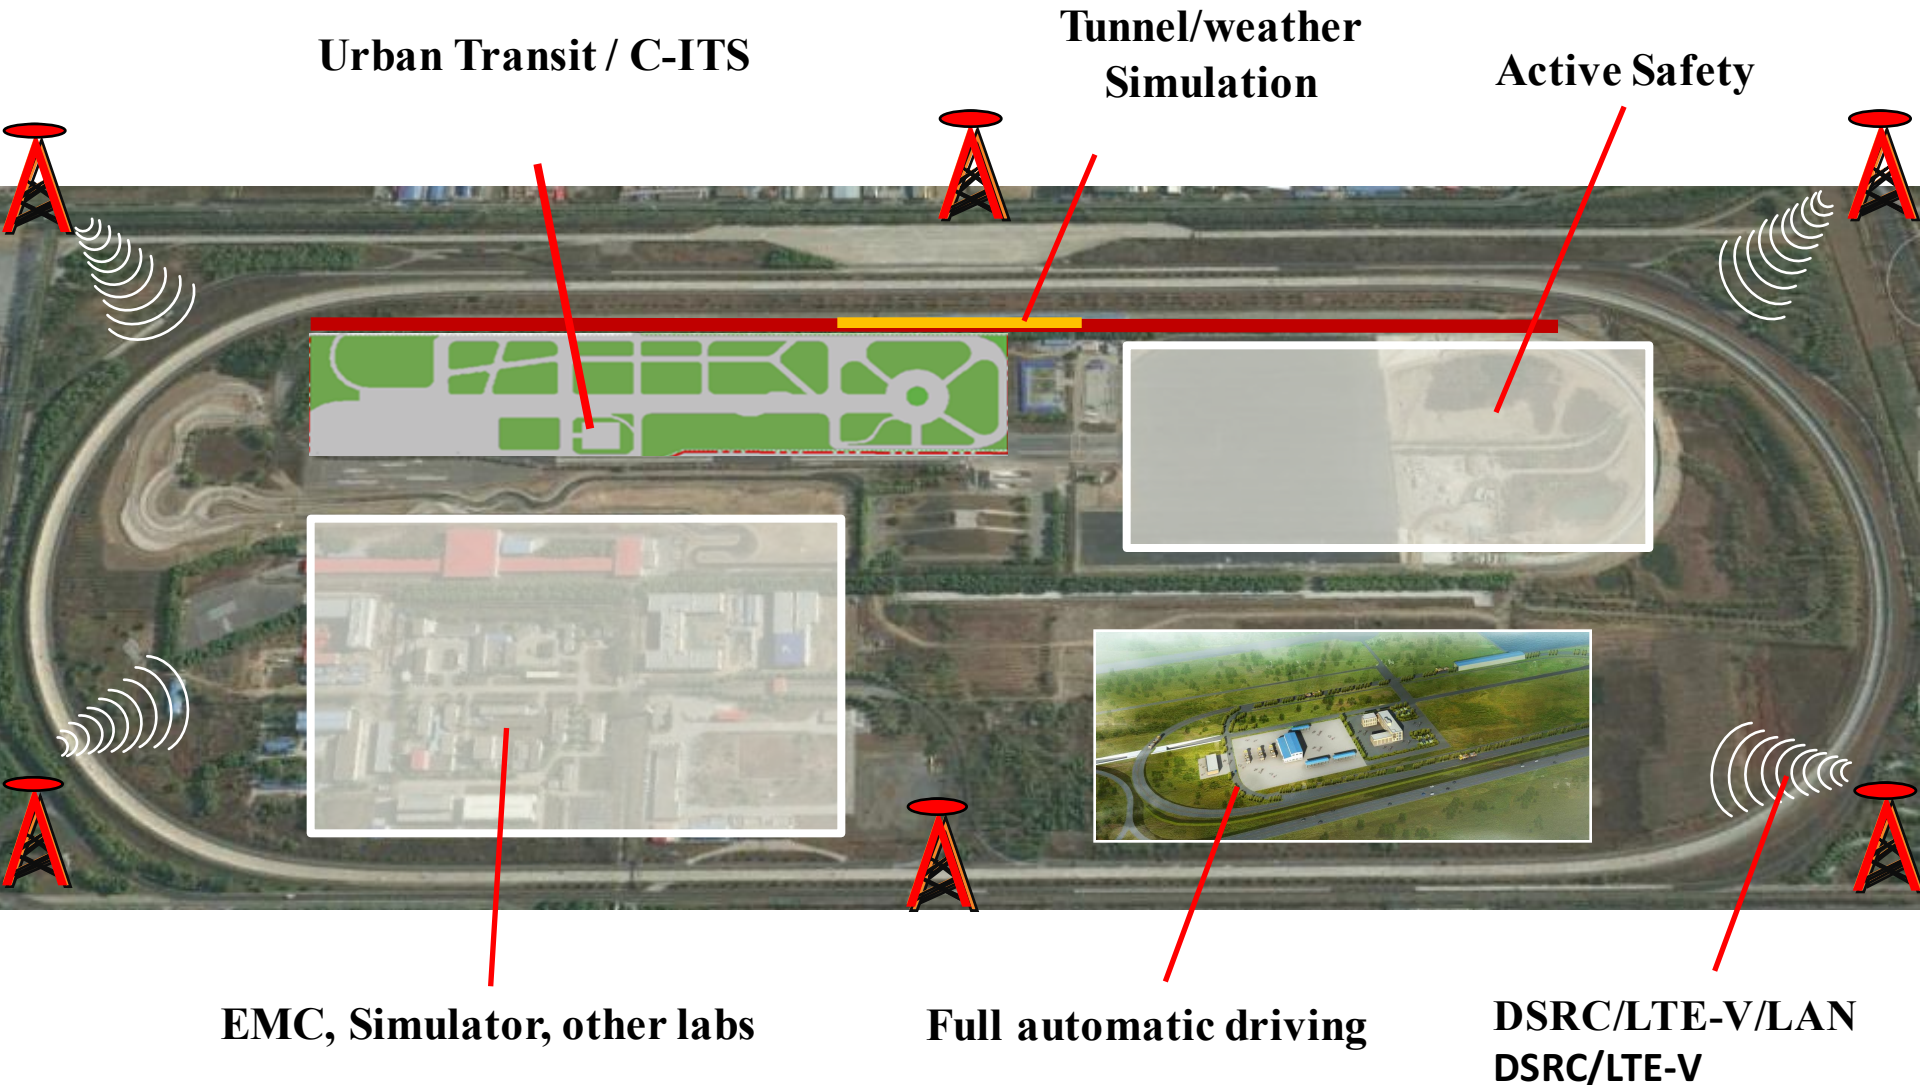 Urban Transit / C-ITS
Tunnel/weather
Simulation
Active Safety
EMC, Simulator, other labs
Full automatic driving
DSRC/LTE-V/LAN
DSRC/LTE-V